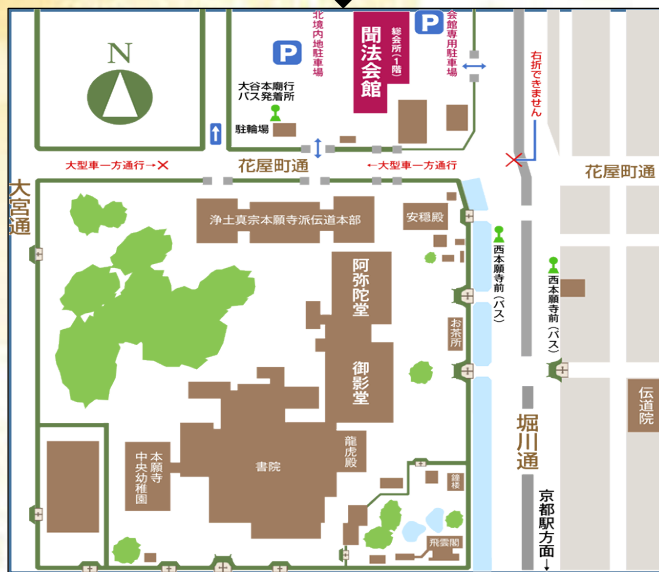 N
P
北境内地駐車場
聞法会館
総会所(1階)
P
会館専用駐車場
大谷本廟行
バス発着所
駐輪場
右折できません
大型車一方通行→×
花屋町通
←大型車一方通行
花屋町通
大宮通
浄土真宗本願寺派伝道本部
安穏殿
西本願寺前(バス)
西本願寺前(バス)
阿弥陀堂
お茶所
御影堂
伝道院
堀川通
龍虎殿
書院
本願寺
中央幼稚園
鐘楼
飛雲閣
京都駅方面→